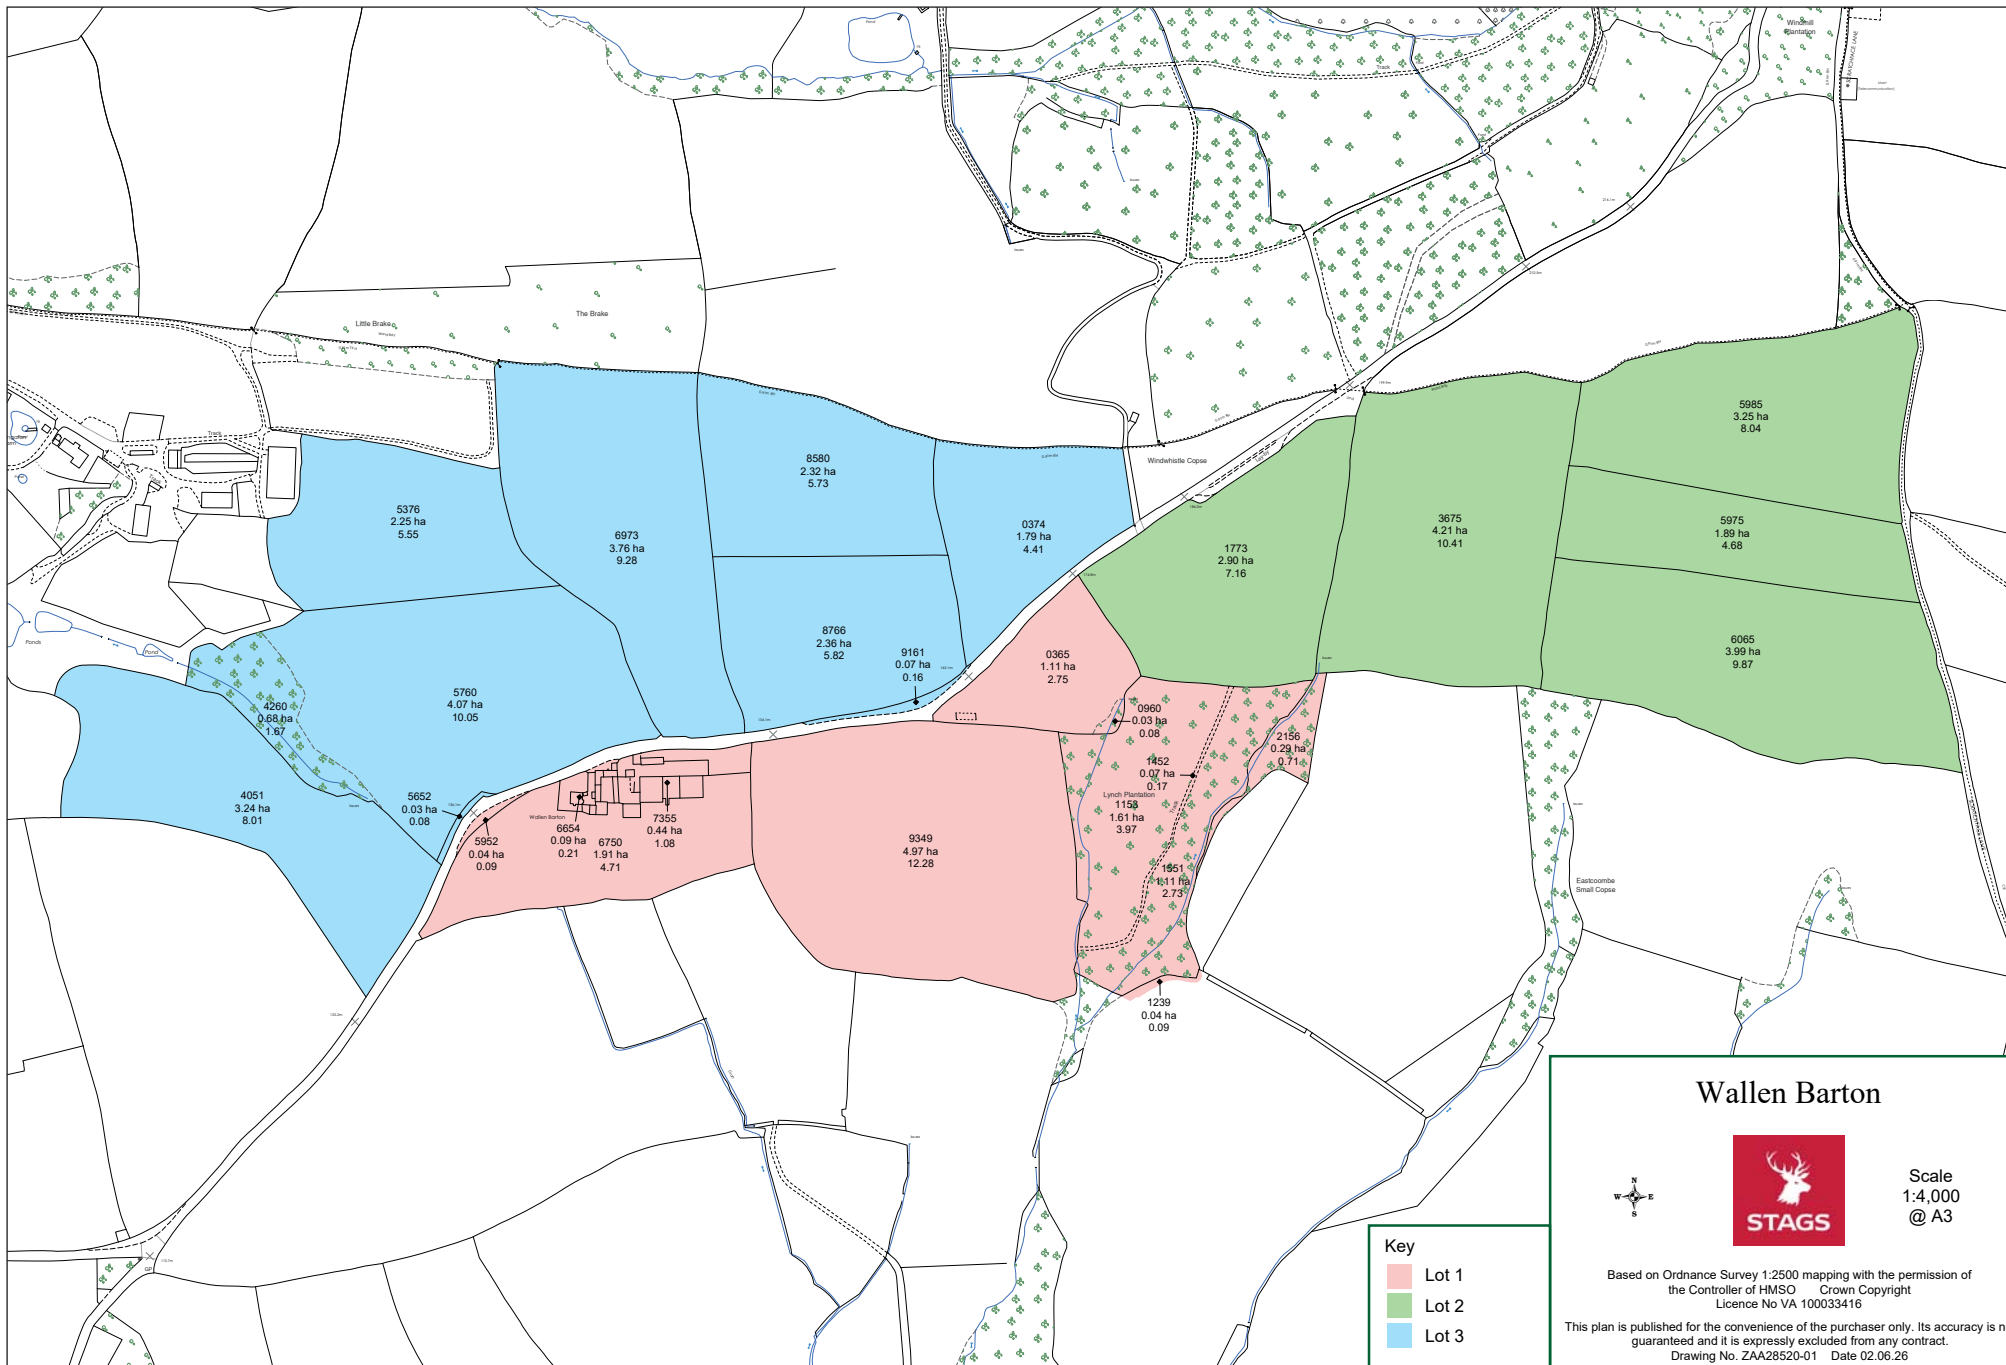 Pond
Windmill
Plantation
SCRATCHFACE LANE
Track
The Brake
Little Brake
Track
Windwhistle Copse
Layby
5985
3.25 ha
8.04
8580
2.32 ha
5.73
5376
2.25 ha
5.55
0374
1.79 ha
4.41
3675
4.21 ha
10.41
5975
1.89 ha
4.68
6973
3.76 ha
9.28
1773
2.90 ha
7.16
8766
2.36 ha
5.82
9161
0.07 ha
0.16
0365
1.11 ha
2.75
6065
3.99 ha
9.87
Ponds
Pond
5760
4.07 ha
10.05
4260
0.68 ha
1.67
0960
0.03 ha
0.08
2156
0.29 ha
0.71
1452
0.07 ha
0.17
Lynch Plantation
Track
1153
1.61 ha
3.97
4051
3.24 ha
8.01
5652
0.03 ha
0.08
Wallen Barton
5952
0.04 ha
0.09
6654
0.09 ha
0.21
6750
1.91 ha
4.71
7355
0.44 ha
1.08
9349
4.97 ha
12.28
1551
1.11 ha
2.73
Eastcoombe
Small Copse
1239
0.04 ha
0.09
GP
Wallen Barton
N
W E
S
STAGS
Scale
1:4,000
@ A3
Key
Lot 1
Lot 2
Lot 3
Based on Ordnance Survey 1:2500 mapping with the permission of
the Controller of HMSO Crown Copyright
Licence No VA 100033416
This plan is published for the convenience of the purchaser only. Its accuracy is n
guaranteed and it is expressly excluded from any contract.
Drawing No. ZAA28520-01 Date 02.06.26